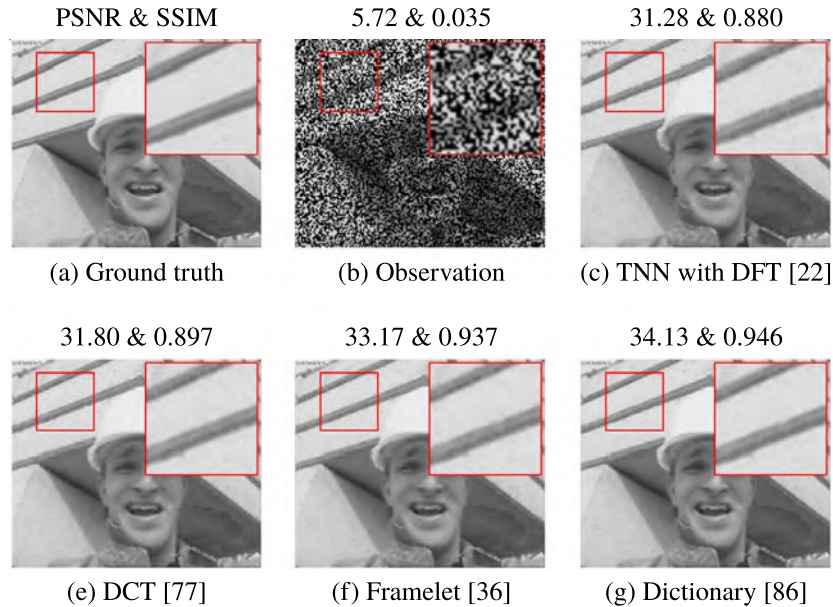 PSNR & SSIM
5.72 & 0.035
31.28 & 0.880
(a) Ground truth
(b) Observation
(c) TNN with DFT [22]
31.80 & 0.897
33.17 & 0.937
34.13 & 0.946
(e) DCT [77]
(f) Framelet [36]
(g) Dictionary [86]